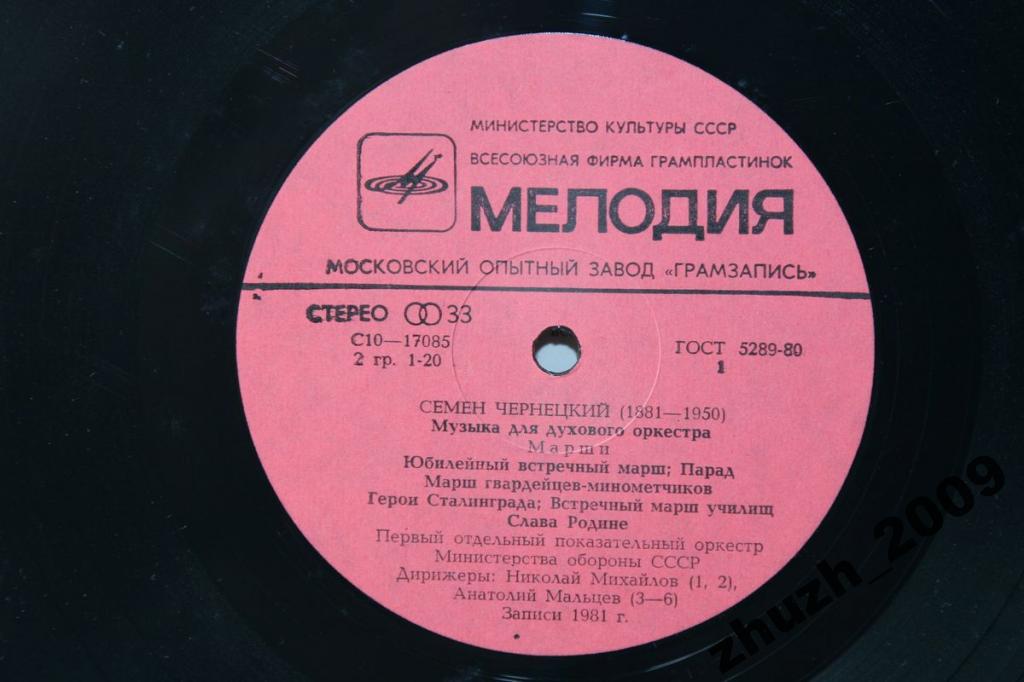 МИНИСТЕРСТВО КУЛЬТУРЫ СССР
ВСЕСОЮЗНАЯ ФИРМА ГРАМПЛАСТИНОК
МЕЛОДИЯ
МОСКОВСКИЙ ОПЫТНЫЙ ЗАВОД «ГРАМЗАПИСЬ»
СТЕРЕО 33
С10—17085
2 гр. 1-20
ГОСТ 5289-80
1
СЕМЕН ЧЕРНЕЦКИЙ (1881—1950)
Музыка для духового оркестра
Марши
Юбилейный встречный марш; Парад
Марш гвардейцев-минометчиков
Герои Сталинграда; Встречный марш училищ
Слава Родине
Первый отдельный показательный оркестр
Министерства обороны СССР
Дирижеры: Николай Михайлов (1, 2),
Анатолий Мальцев (3—6)
Записи 1981 г.
zhuzh_2009